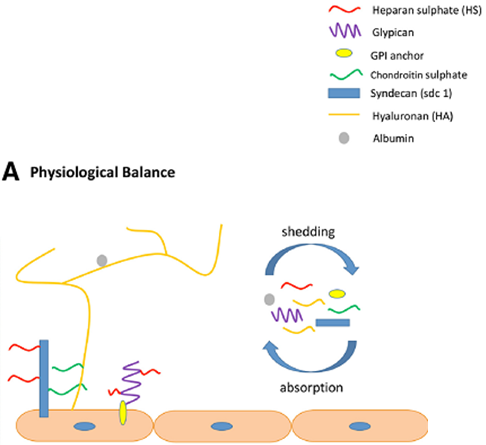 Heparan sulphate (HS)
Glypican
GPI anchor
Chondroitin sulphate
Syndecan (sdc 1)
Hyaluronan (HA)
Albumin
A Physiological Balance
shedding
absorption